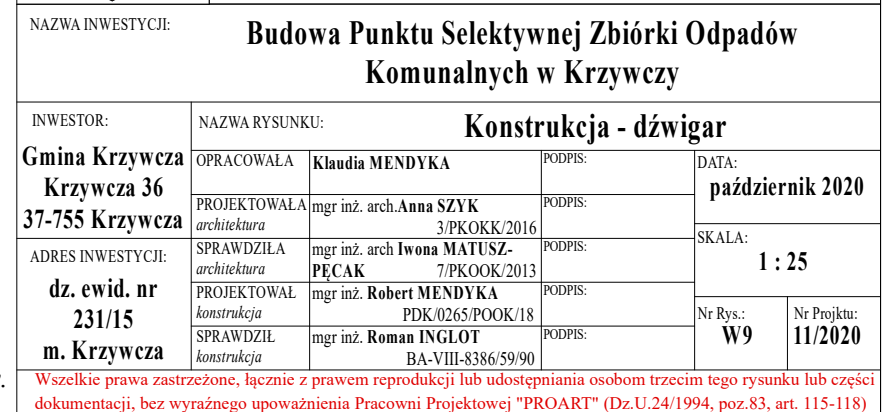 NAZWA INWESTYCJI:
Budowa Punktu Selektywnej Zbiórki Odpadów
Komunalnych w Krzywczy
INWESTOR:
Gmina Krzywcza
Krzywcza 36
37-755 Krzywcza
ADRES INWESTYCJI:
dz. ewid. nr
231/15
m. Krzywcza
NAZWA RYSUNKU:
Konstrukcja - dźwigar
OPRACOWAŁA Klaudia MENDYKA PODPIS:
PROJEKTOWAŁA mgr inż. arch.Anna SZYK PODPIS:
architektura 3/PKOKK/2016
SPRAWDZIŁA mgr inż. arch Iwona MATUSZ- PODPIS:
architektura PĘCAK 7/PKOOK/2013
PROJEKTOWAŁ mgr inż. Robert MENDYKA PODPIS:
konstrukcja PDK/0265/POOK/18
SPRAWDZIŁ mgr inż. Roman INGLOT PODPIS:
konstrukcja BA-VIII-8386/59/90
DATA:
październik 2020
SKALA:
1 : 25
Nr Rys.: Nr Projktu:
W9 11/2020
Wszelkie prawa zastrzeżone, łącznie z prawem reprodukcji lub udostępniania osobom trzecim tego rysunku lub części
dokumentacji, bez wyraźnego upoważnienia Pracowni Projektowej "PROART" (Dz.U.24/1994, poz.83, art. 115-118)